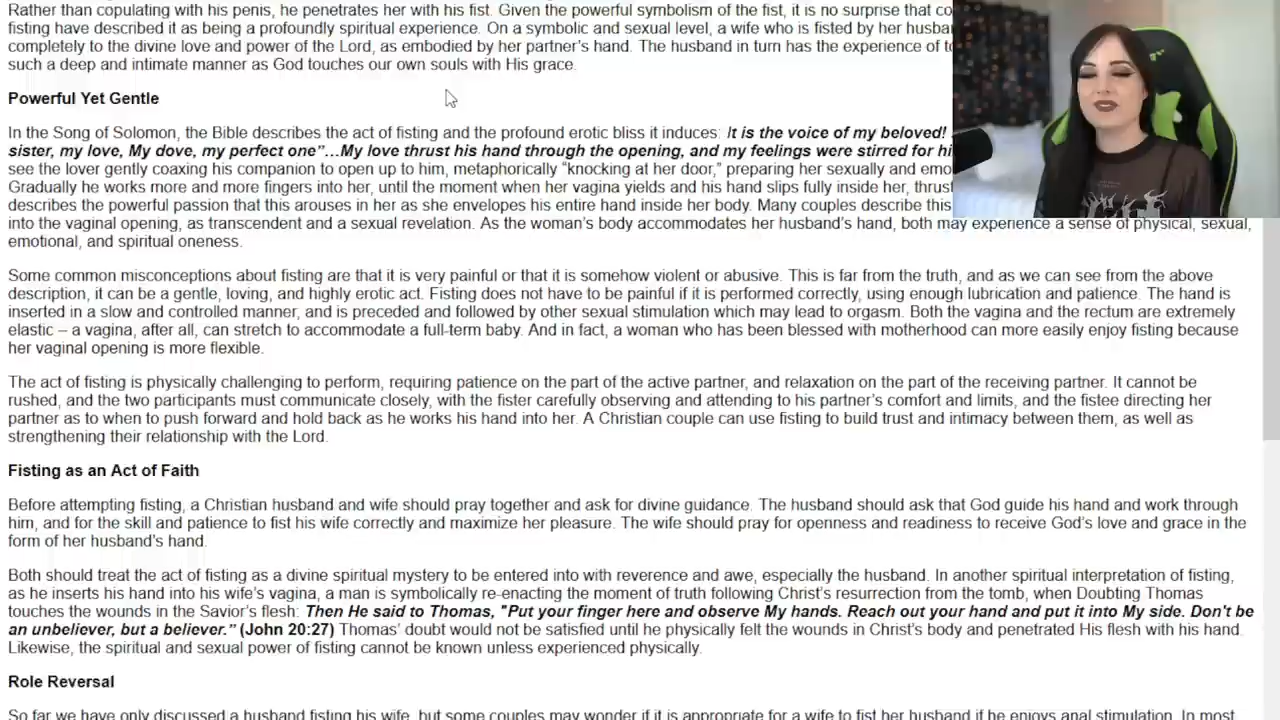 Rather than copulating with his penis, he penetrates her with his fist. Given the powerful symbolism of the fist, it is no surprise that co
fisting have described it as being a profoundly spiritual experience. On a symbolic and sexual level, a wife who is fisted by her husba
completely to the divine love and power of the Lord, as embodied by her partner's hand. The husband in turn has the experience of to
such a deep and intimate manner as God touches our own souls with His grace.
Powerful Yet Gentle
In the Song of Solomon, the Bible describes the act of fisting and the profound erotic bliss it induces: It is the voice of my beloved!
sister, my love, My dove, my perfect one"...My love thrust his hand through the opening, and my feelings were stirred for hi
see the lover gently coaxing his companion to open up to him, metaphorically "knocking at her door," preparing her sexually and emo
Gradually he works more and more fingers into her, until the moment when her vagina yields and his hand slips fully inside her, thrust
describes the powerful passion that this arouses in her as she envelopes his entire hand inside her body. Many couples describe this
into the vaginal opening, as transcendent and a sexual revelation. As the woman's body accommodates her husband's hand, both may experience a sense of physical, sexual,
emotional, and spiritual oneness.
Some common misconceptions about fisting are that it is very painful or that it is somehow violent or abusive. This is far from the truth, and as we can see from the above
description, it can be a gentle, loving, and highly erotic act. Fisting does not have to be painful if it is performed correctly, using enough lubrication and patience. The hand is
inserted in a slow and controlled manner, and is preceded and followed by other sexual stimulation which may lead to orgasm. Both the vagina and the rectum are extremely
elastic – a vagina, after all, can stretch to accommodate a full-term baby. And in fact, a woman who has been blessed with motherhood can more easily enjoy fisting because
her vaginal opening is more flexible.
The act of fisting is physically challenging to perform, requiring patience on the part of the active partner, and relaxation on the part of the receiving partner. It cannot be
rushed, and the two participants must communicate closely, with the fister carefully observing and attending to his partner's comfort and limits, and the fistee directing her
partner as to when to push forward and hold back as he works his hand into her. A Christian couple can use fisting to build trust and intimacy between them, as well as
strengthening their relationship with the Lord.
Fisting as an Act of Faith
Before attempting fisting, a Christian husband and wife should pray together and ask for divine guidance. The husband should ask that God guide his hand and work through
him, and for the skill and patience to fist his wife correctly and maximize her pleasure. The wife should pray for openness and readiness to receive God's love and grace in the
form of her husband's hand.
Both should treat the act of fisting as a divine spiritual mystery to be entered into with reverence and awe, especially the husband. In another spiritual interpretation of fisting,
as he inserts his hand into his wife's vagina, a man is symbolically re-enacting the moment of truth following Christ's resurrection from the tomb, when Doubting Thomas
touches the wounds in the Savior's flesh: Then He said to Thomas, "Put your finger here and observe My hands. Reach out your hand and put it into My side. Don't be
an unbeliever, but a believer." (John 20:27) Thomas' doubt would not be satisfied until he physically felt the wounds in Christ's body and penetrated His flesh with his hand.
Likewise, the spiritual and sexual power of fisting cannot be known unless experienced physically.
Role Reversal
So far we have only discussed a husband fisting his wife, but some couples may wonder if it is appropriate for a wife to fist her husband if he enjoys anal stimulation. In most